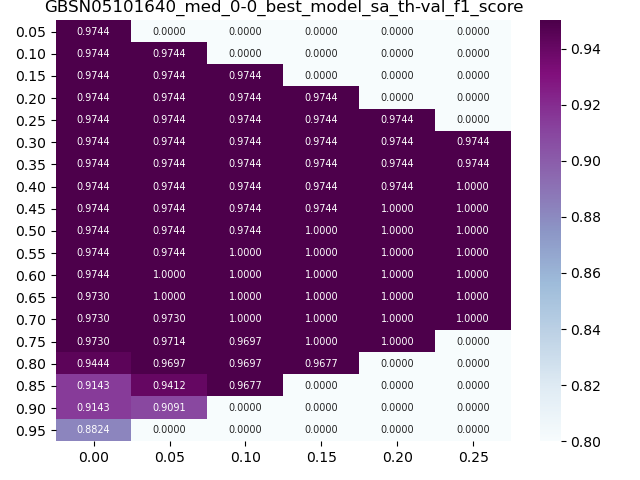 GBSN05101640_med_0-0_best_model_sa_th-val_f1_score
0.05 0.9744 0.0000 0.0000 0.0000 0.0000 0.0000
0.10 0.9744 0.9744 0.0000 0.0000 0.0000 0.0000
0.15 0.9744 0.9744 0.9744 0.0000 0.0000 0.0000
0.20 0.9744 0.9744 0.9744 0.9744 0.0000 0.0000
0.25 0.9744 0.9744 0.9744 0.9744 0.9744 0.0000
0.30 0.9744 0.9744 0.9744 0.9744 0.9744 0.9744
0.35 0.9744 0.9744 0.9744 0.9744 0.9744 0.9744
0.40 0.9744 0.9744 0.9744 0.9744 0.9744 1.0000
0.45 0.9744 0.9744 0.9744 0.9744 1.0000 1.0000
0.50 0.9744 0.9744 0.9744 1.0000 1.0000 1.0000
0.55 0.9744 0.9744 1.0000 1.0000 1.0000 1.0000
0.60 0.9744 1.0000 1.0000 1.0000 1.0000 1.0000
0.65 0.9730 1.0000 1.0000 1.0000 1.0000 1.0000
0.70 0.9730 0.9730 1.0000 1.0000 1.0000 1.0000
0.75 0.9730 0.9714 0.9697 1.0000 1.0000 0.0000
0.80 0.9444 0.9697 0.9697 0.9677 0.0000 0.0000
0.85 0.9143 0.9412 0.9677 0.0000 0.0000 0.0000
0.90 0.9143 0.9091 0.0000 0.0000 0.0000 0.0000
0.95 0.8824 0.0000 0.0000 0.0000 0.0000 0.0000
0.00 0.05 0.10 0.15 0.20 0.25
0.94
0.92
0.90
0.88
0.86
0.84
0.82
0.80